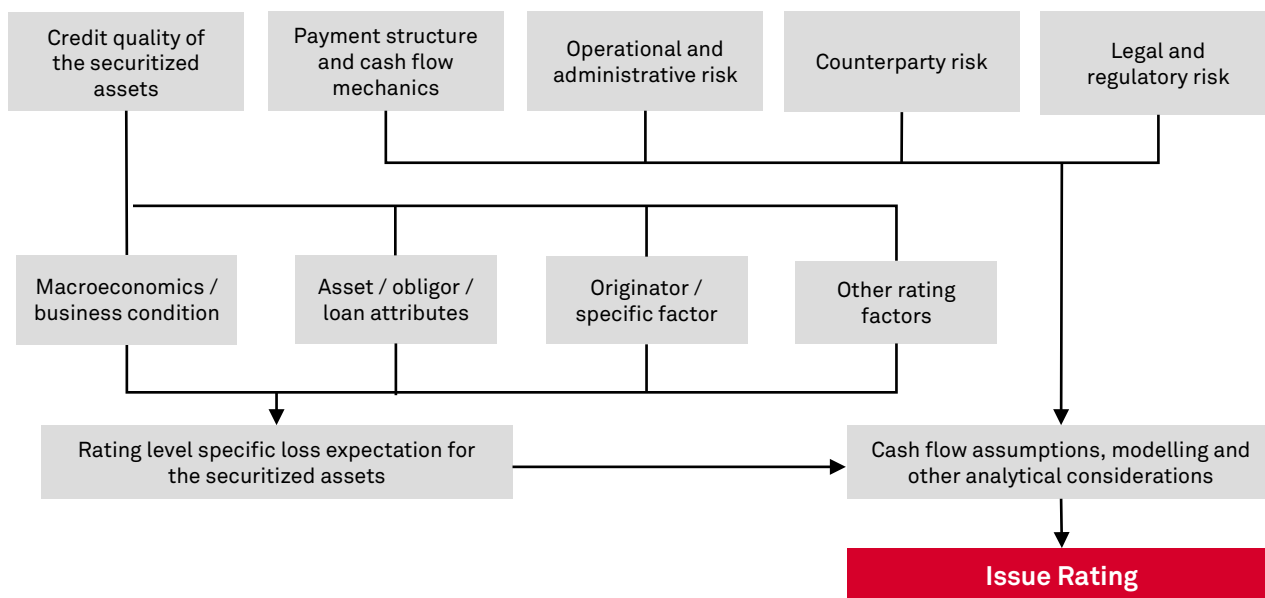 Credit quality of
the securitized
assets
Payment structure
and cash flow
mechanics
Operational and
administrative risk
Counterparty risk
Legal and
regulatory risk
Macroeconomics /
business condition
Asset / obligor /
loan attributes
Originator /
specific factor
Other rating
factors
Rating level specific loss expectation for
the securitized assets
Cash flow assumptions, modelling and
other analytical considerations
Issue Rating